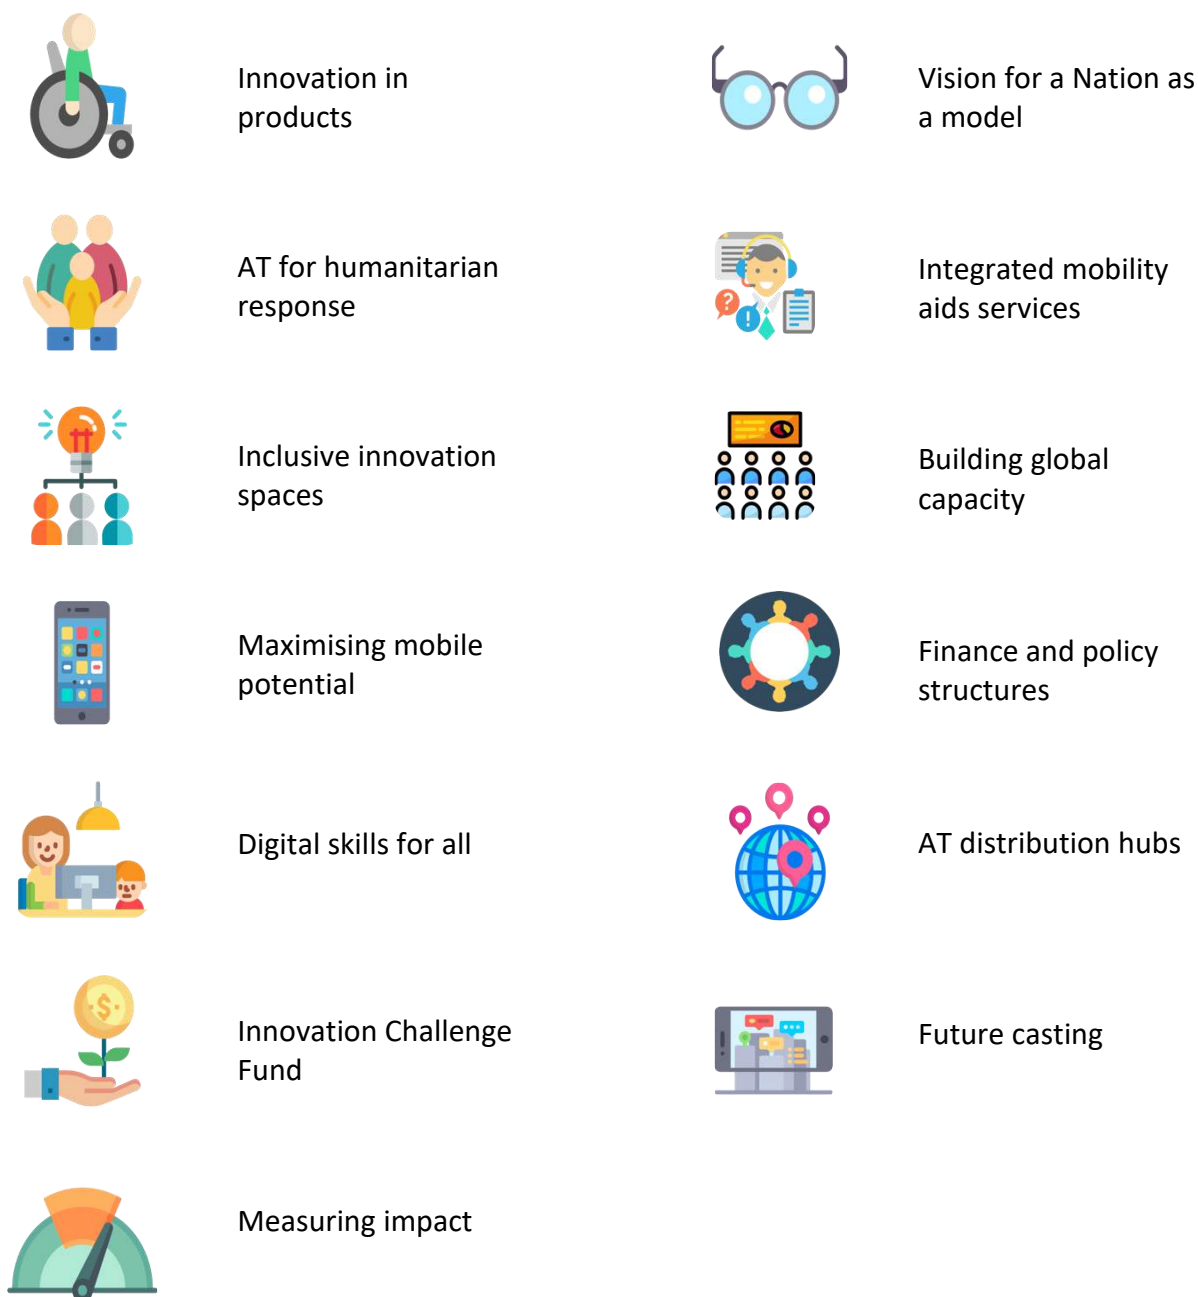 Innovation in
products
Vision for a Nation as
a model
AT for humanitarian
response
Integrated mobility
aids services
Inclusive innovation
spaces
Building global
capacity
Maximising mobile
potential
Finance and policy
structures
Digital skills for all
AT distribution hubs
Innovation Challenge
Fund
Future casting
Measuring impact